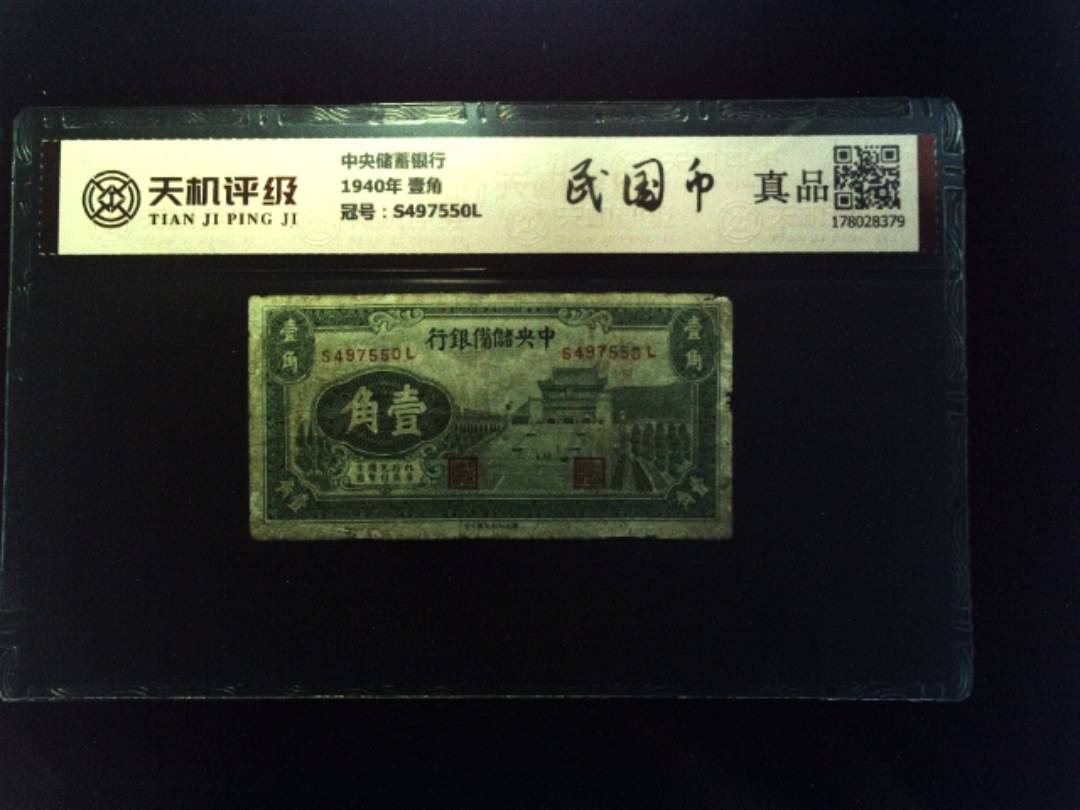 天机评级
TIAN JI PING JI
中央储蓄银行
1940年 壹角
冠号：S497550L
民国币
真品
178028379
壹角
行銀備儲央中
壹角
S497550L
S497550L
角壹